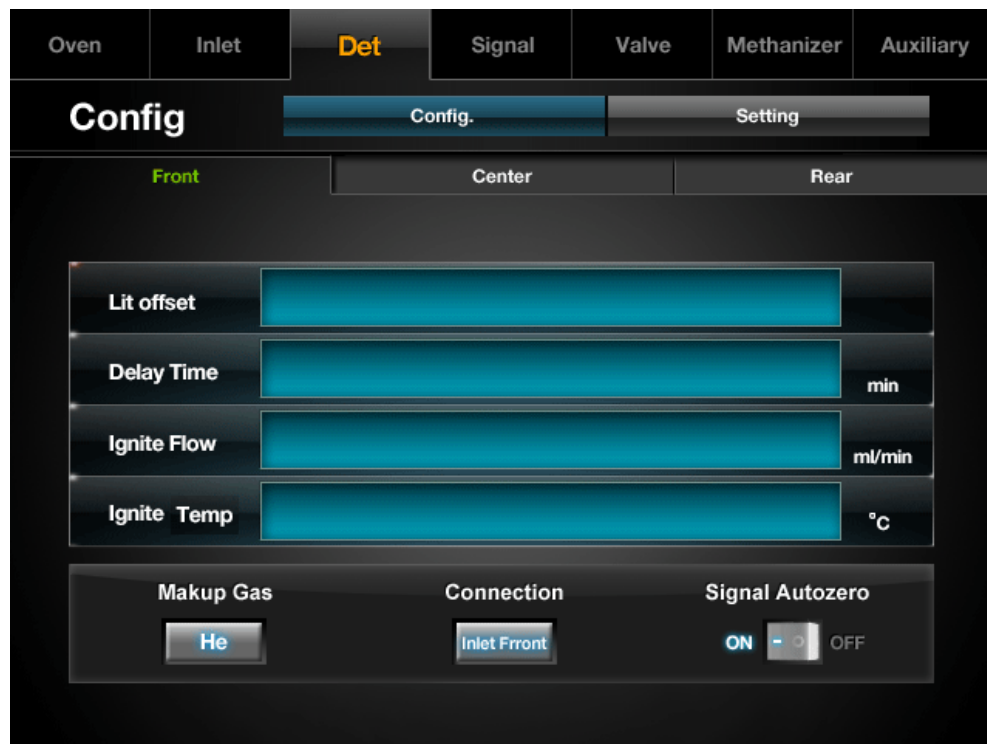 Oven Inlet Det Signal Valve Methanizer Auxiliary
Config Config. Setting
Front Center Rear
Lit offset
Delay Time min
Ignite Flow ml/min
Ignite Temp °C
Makup Gas Connection Signal Autozero
He Inlet Frront ON OFF